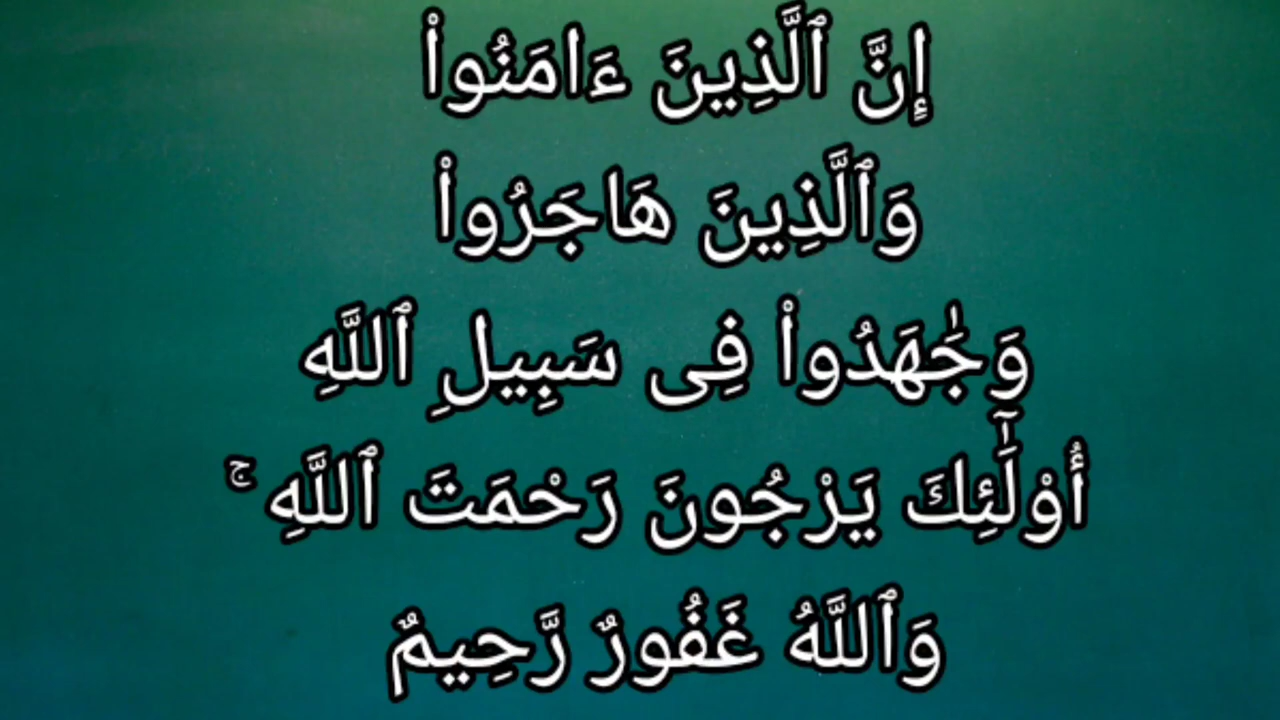 إِنَّ ٱلَّذِينَ ءَامَنُوا۟
وَٱلَّذِينَ هَاجَرُوا۟
وَجَٰهَدُوا۟ فِى سَبِيلِ ٱللَّهِ
أُو۟لَٰٓئِكَ يَرْجُونَ رَحْمَتَ ٱللَّهِ ۚ
وَٱللَّهُ غَفُورٌ رَّحِيمٌ